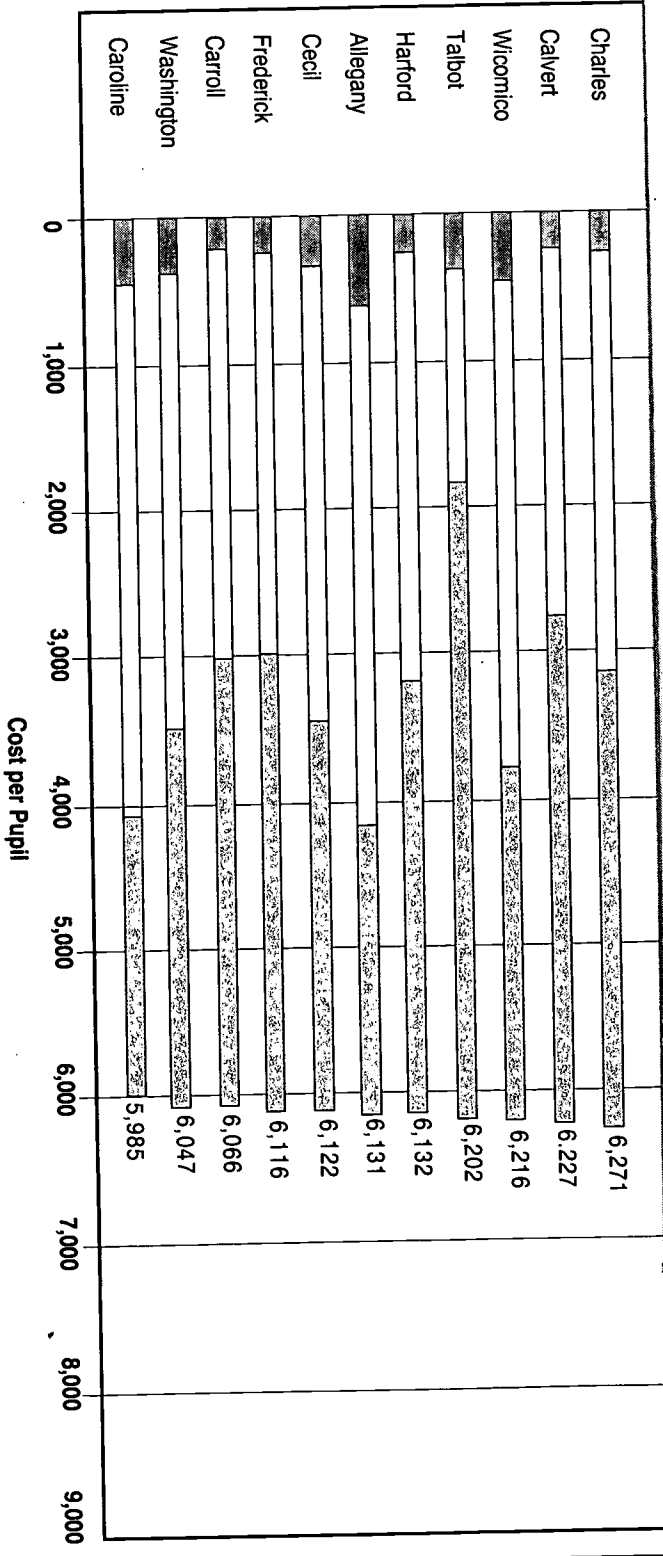 Charles 6,271
Calvert 6.227
Wicomico 6,216
Talbot 6,202
Harford 6,132
Allegany 6,131
Cecil 6,122
Frederick 6,116
Carroll 6,066
Washington 6,047
Caroline 5,985
0 1,000 2,000 3,000 4,000 5,000 6,000 7,000 8,000 9,000
Cost per Pupil